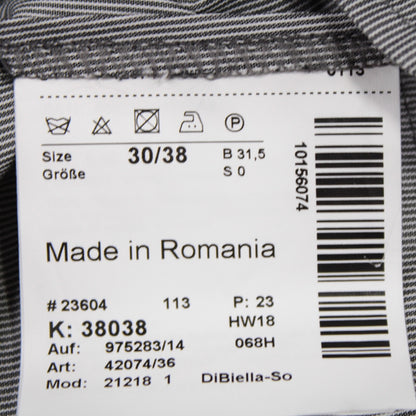 P
Size 30/38 B 31,5
Größe S 0
10156074
Made in Romania
# 23604 113 P: 23
K: 38038 HW18
Auf: 975283/14 068H
Art: 42074/36
Mod: 21218 1 DiBiella-So